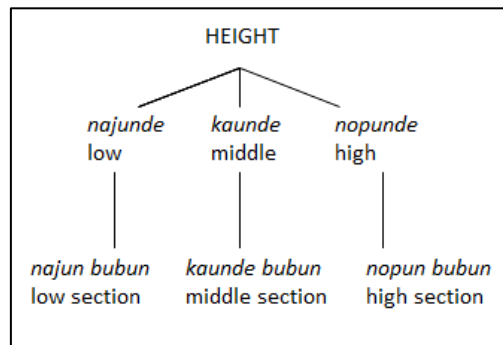 HEIGHT
najunde kaunde nopunde
low middle high
najun bubun kaunde bubun nopun bubun
low section middle section high section